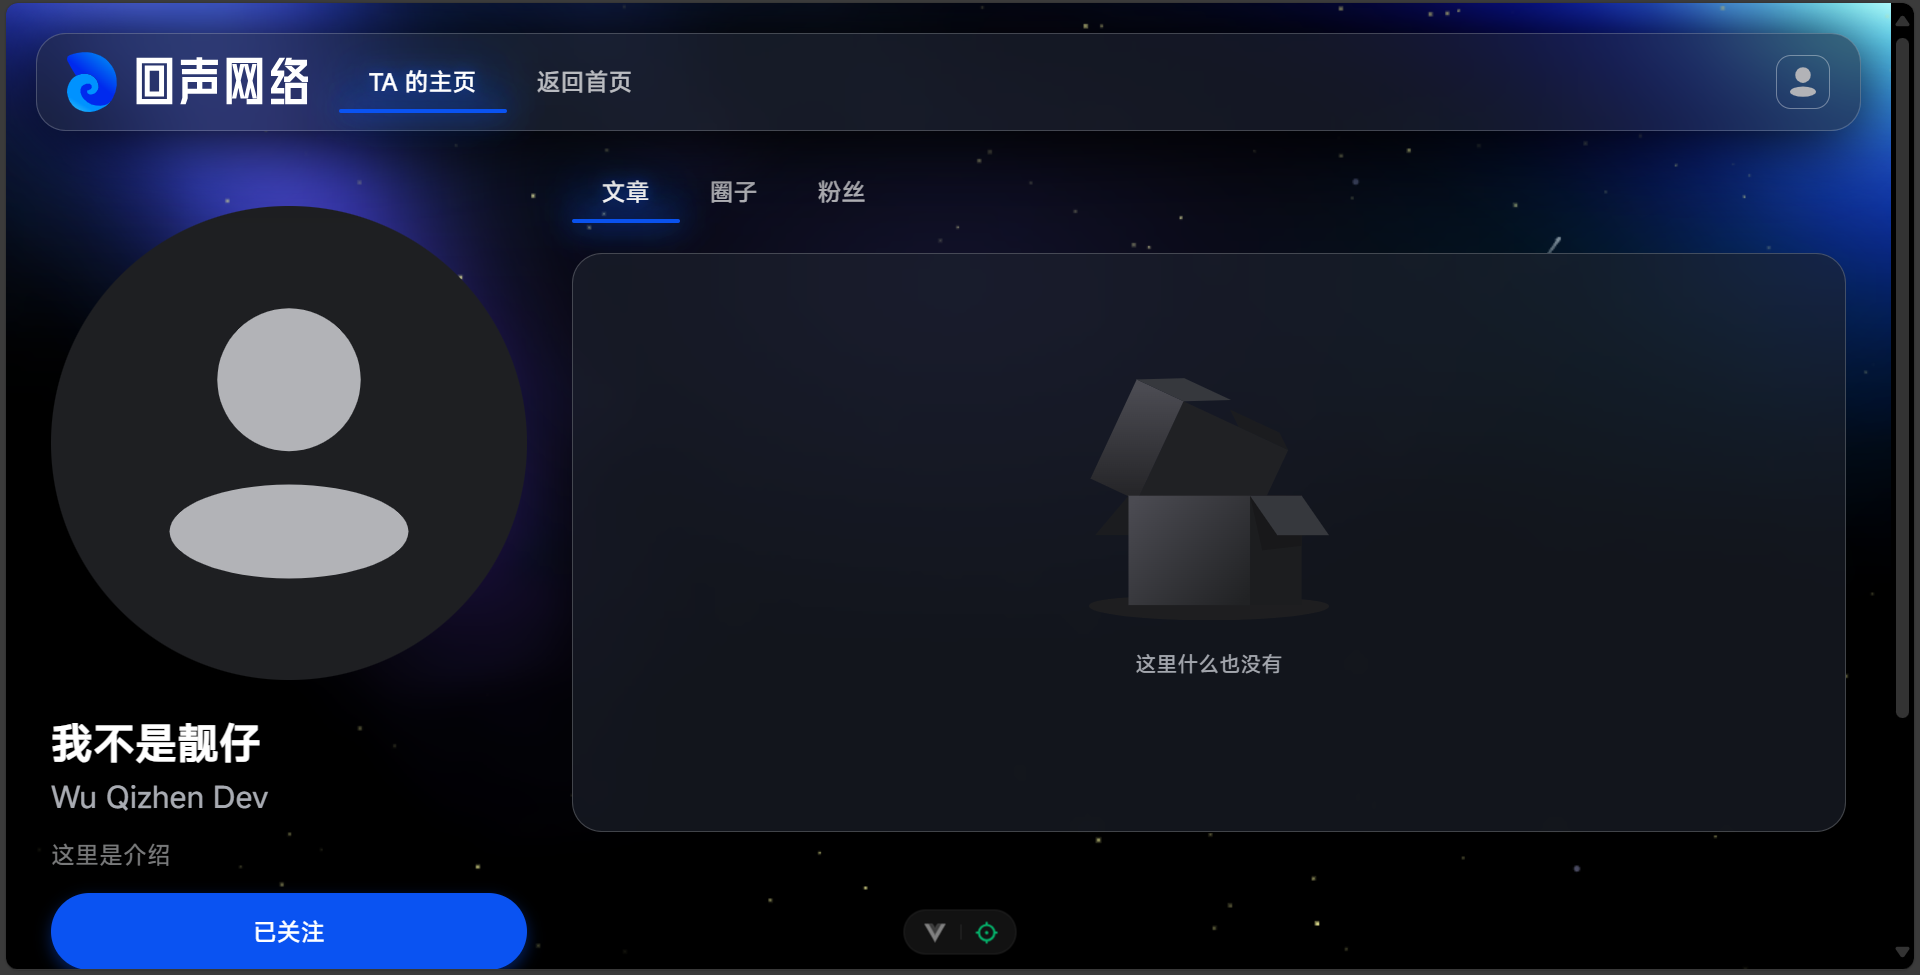 回声网络
TA 的主页
返回首页
文章
圈子
粉丝
这里什么也没有
我不是靓仔
Wu Qizhen Dev
这里是介绍
已关注